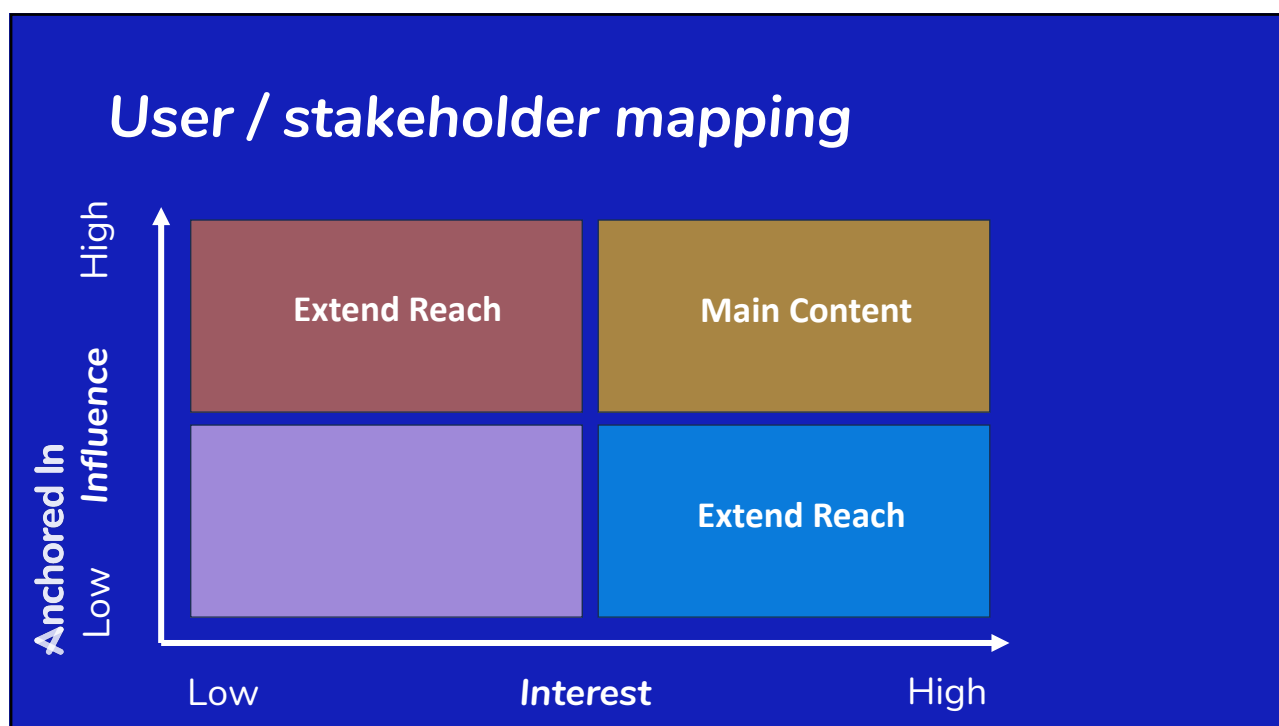 User / stakeholder mapping
High
Influence
Low
Anchored In
Extend Reach
Main Content
Extend Reach
Low
Interest
High